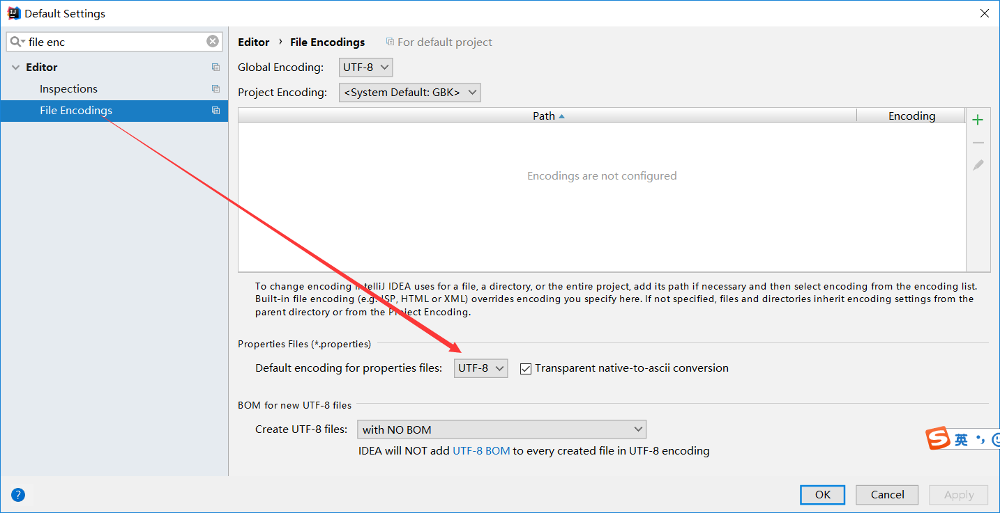 Default Settings
file enc
Editor
Inspections
File Encodings
Editor › File Encodings For default project
Global Encoding: UTF-8
Project Encoding: <System Default: GBK>
Path Encoding
Encodings are not configured
To change encoding IntelliJ IDEA uses for a file, a directory, or the entire project, add its path if necessary and then select encoding from the encoding list.
Built-in file encoding (e.g. JSP, HTML or XML) overrides encoding you specify here. If not specified, files and directories inherit encoding settings from the
parent directory or from the Project Encoding.
Properties Files (*.properties)
Default encoding for properties files: UTF-8 Transparent native-to-ascii conversion
BOM for new UTF-8 files
Create UTF-8 files: with NO BOM
IDEA will NOT add UTF-8 BOM to every created file in UTF-8 encoding
S 英
?
OK Cancel Apply